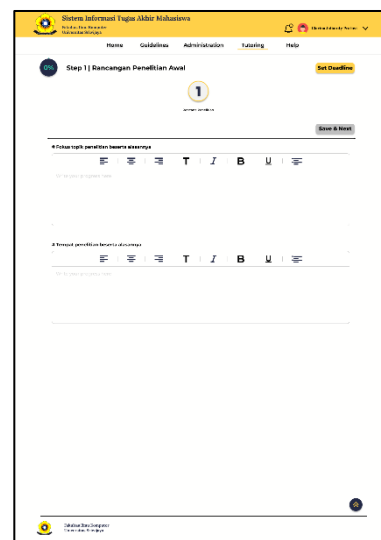 Sistem Informasi Tugas Akhir Mahasiswa
Fakultas Ilmu Komputer
Universitas Sriwijaya
Home Guidelines Administration Tutoring Help
0% Step 1 | Rancangan Penelitian Awal Set Deadline
1
Save & Next
# Fokus topik penelitian beserta alasannya
T I B U
# Tempat penelitian beserta alasannya
T I B U
Fakultas Ilmu Komputer
Universitas Sriwijaya